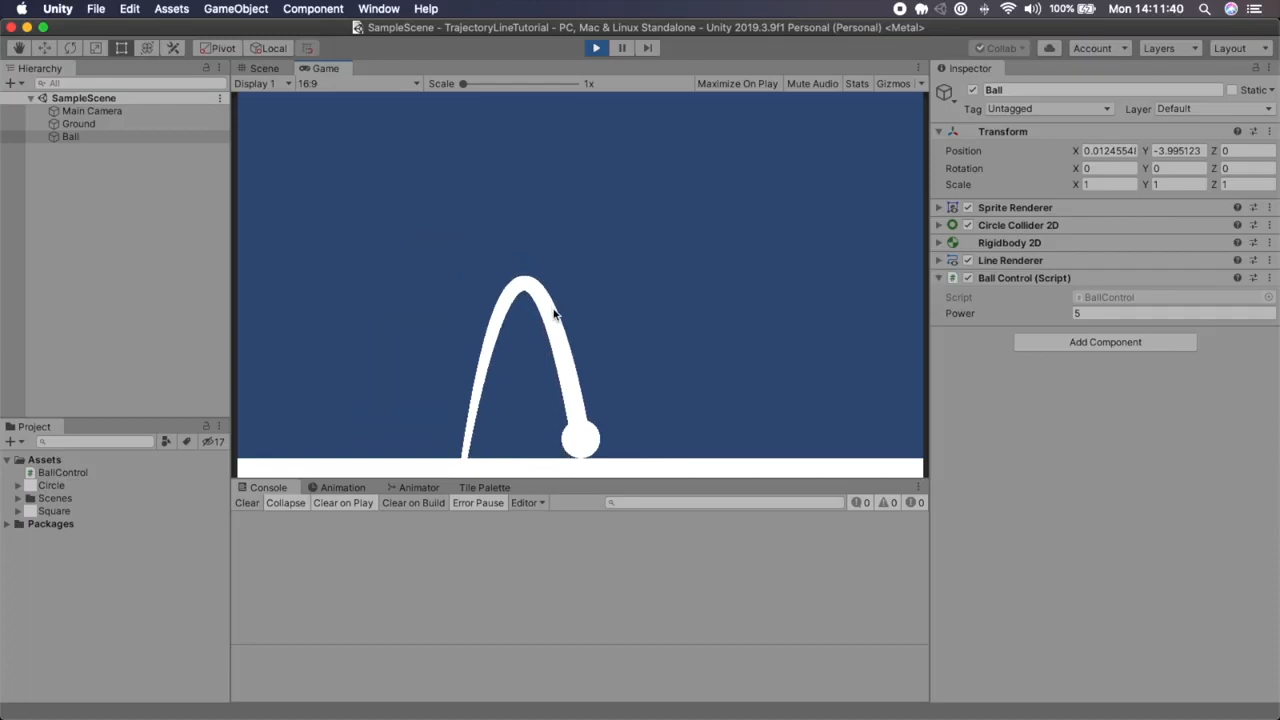 Unity File Edit Assets GameObject Component Window Help 100% Mon 14:11:40
SampleScene - TrajectoryLineTutorial - PC, Mac & Linux Standalone - Unity 2019.3.9f1 Personal (Personal) <Metal>
Pivot Local Collab Account Layers Layout
Hierarchy Scene Game Inspector
All Display 1 16:9 Scale 1x Maximize On Play Mute Audio Stats Gizmos
SampleScene
Main Camera
Ground
Ball
Ball Static
Tag Untagged Layer Default
Transform
Position X 0.0124554 Y -3.995123 Z 0
Rotation X 0 Y 0 Z 0
Scale X 1 Y 1 Z 1
Sprite Renderer
Circle Collider 2D
Rigidbody 2D
Line Renderer
Ball Control (Script)
Script BallControl
Power 5
Add Component
Project
17
Assets
BallControl
Circle
Scenes
Square
Packages
Console Animation Animator Tile Palette
Clear Collapse Clear on Play Clear on Build Error Pause Editor 0 0 0